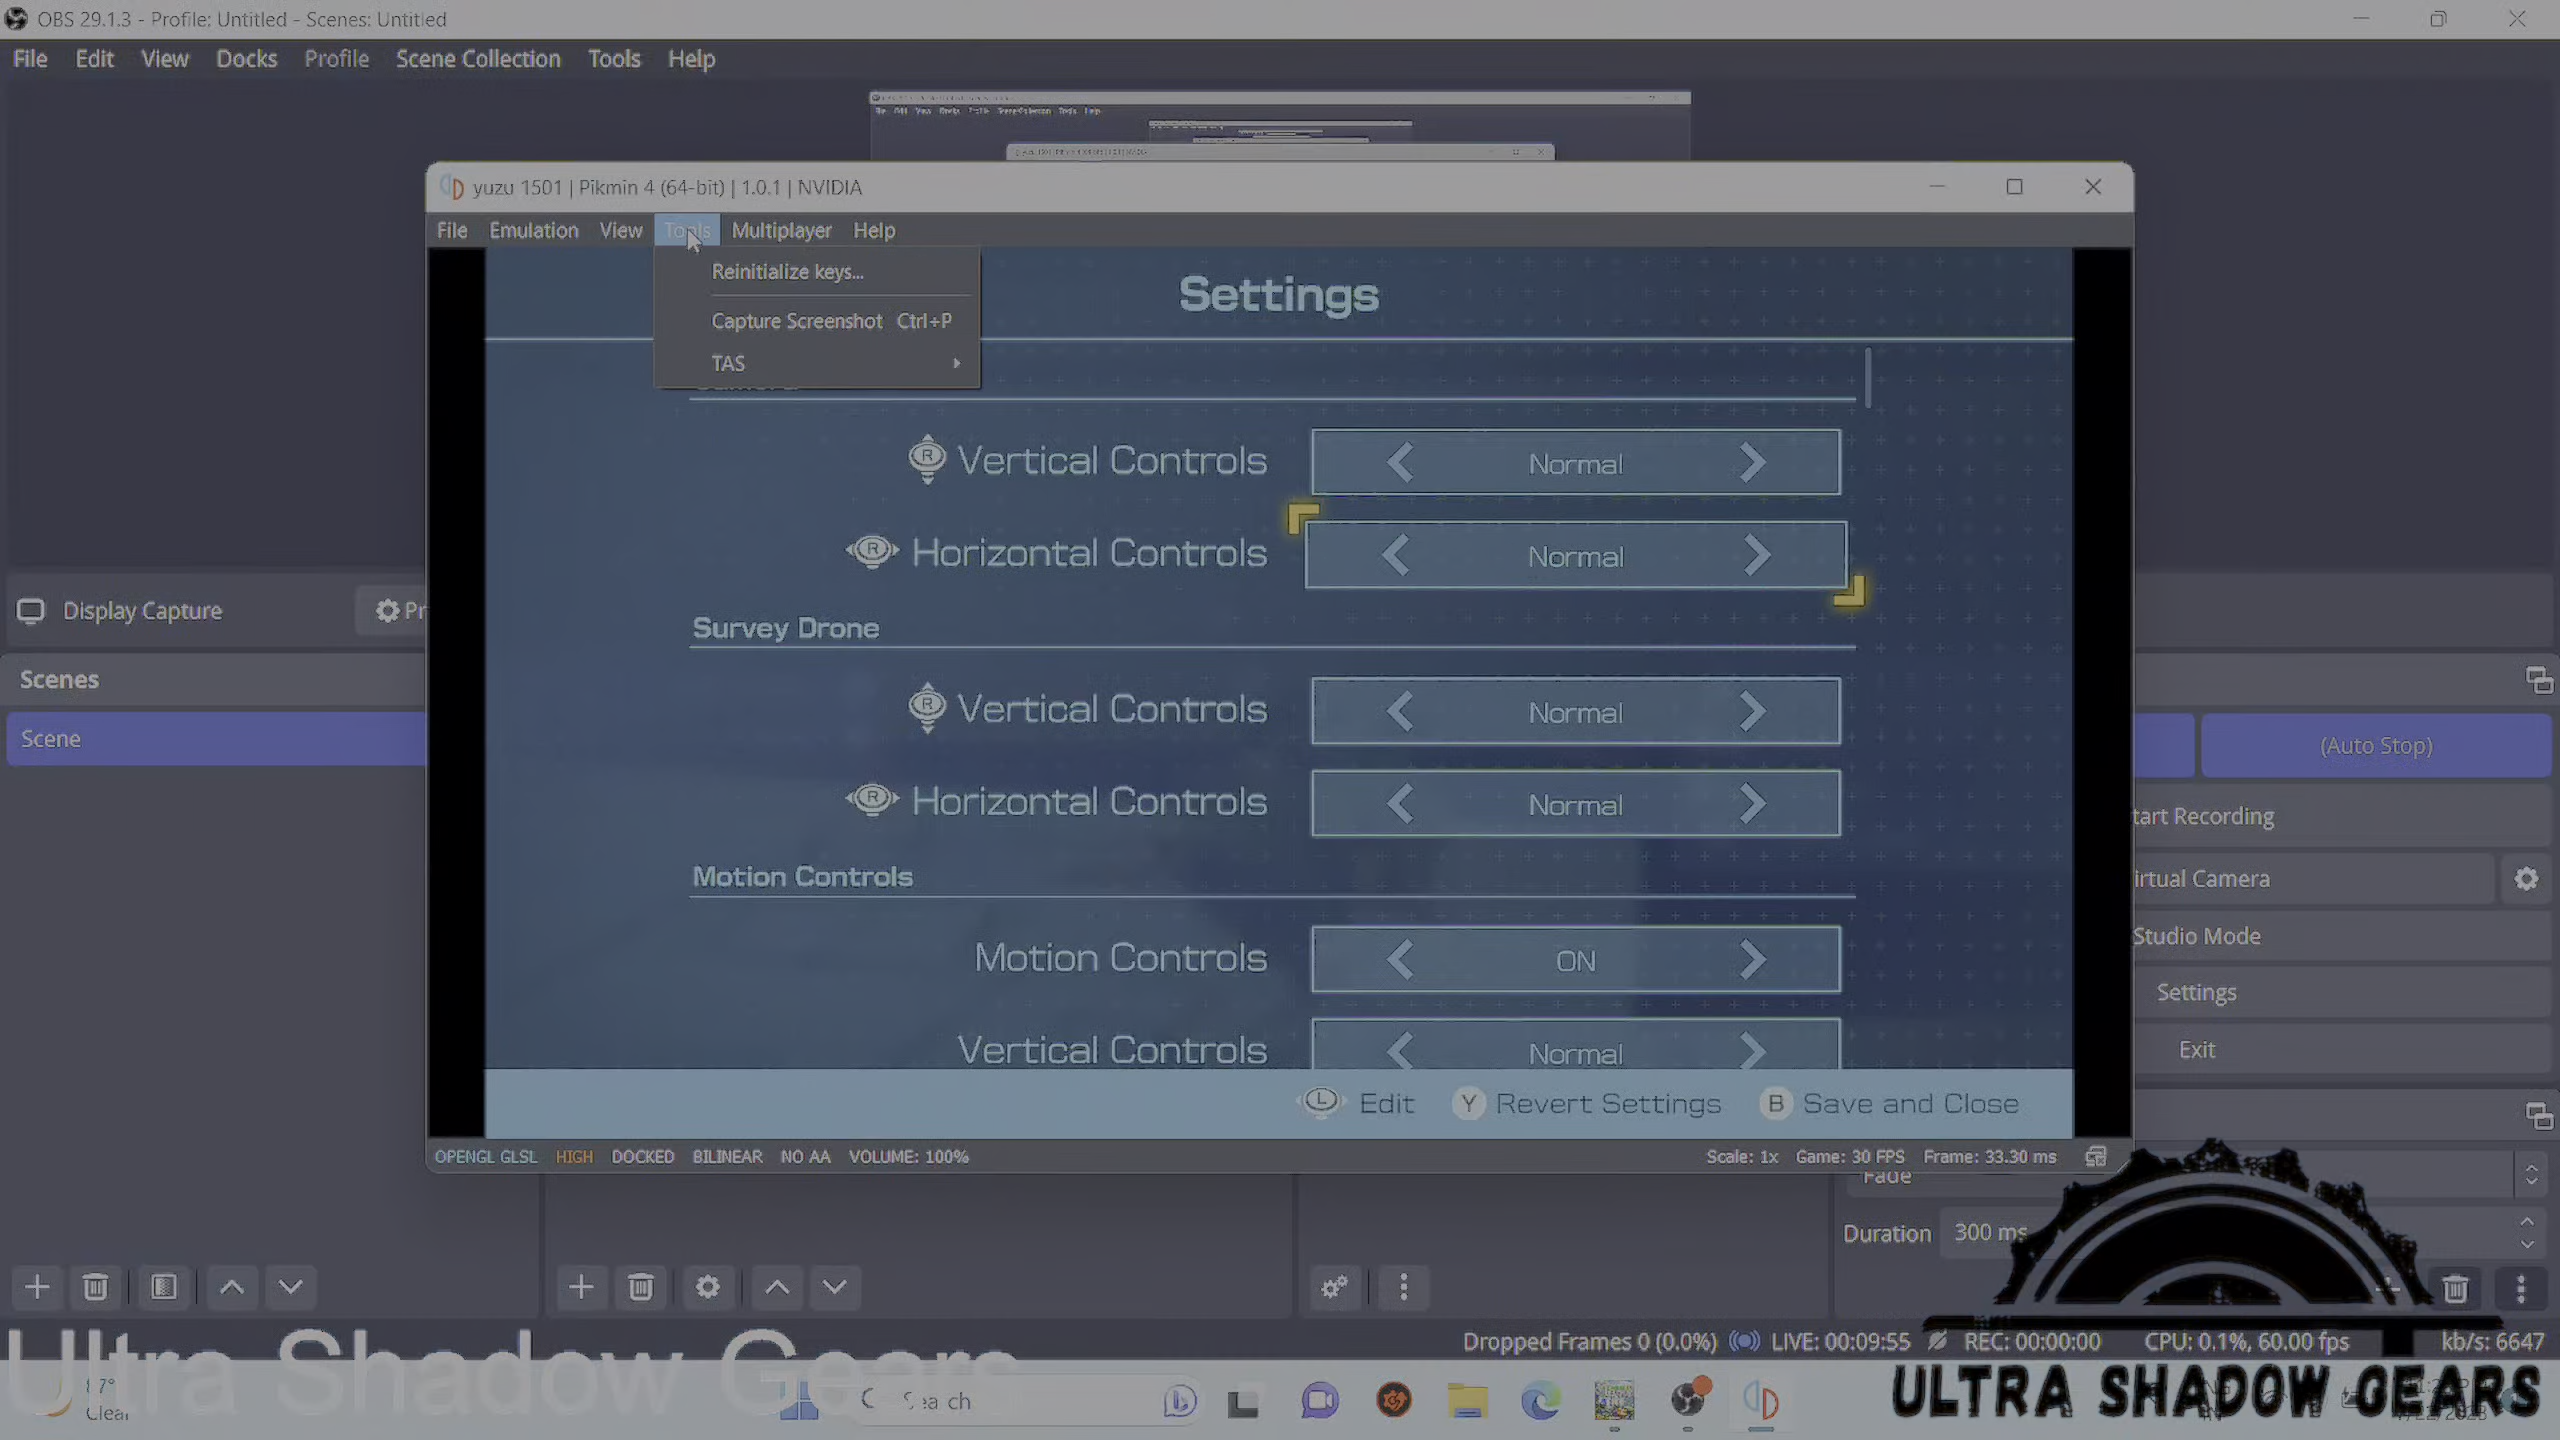 OBS 29.1.3 - Profile: Untitled - Scenes: Untitled
File Edit View Docks Profile Scene Collection Tools Help
yuzu 1501 | Pikmin 4 (64-bit) | 1.0.1 | NVIDIA
File Emulation View Tools Multiplayer Help
Reinitialize keys...
Capture Screenshot Ctrl+P
TAS
Settings
Vertical Controls Normal
Horizontal Controls Normal
Survey Drone
Vertical Controls Normal
Horizontal Controls Normal
Motion Controls
Motion Controls ON
Vertical Controls Normal
L Edit Y Revert Settings B Save and Close
OPENGL GLSL HIGH DOCKED BILINEAR NO AA VOLUME: 100% Scale: 1x Game: 30 FPS Frame: 33.30 ms
Display Capture Pr
Scenes
Scene
(Auto Stop)
tart Recording
irtual Camera
Studio Mode
Settings
Exit
Fade
Duration 300 ms
Dropped Frames 0 (0.0%) LIVE: 00:09:55 REC: 00:00:00 CPU: 0.1%, 60.00 fps kb/s: 6647
Ultra Shadow Gears
87°
Clear
ULTRA SHADOW GEARS